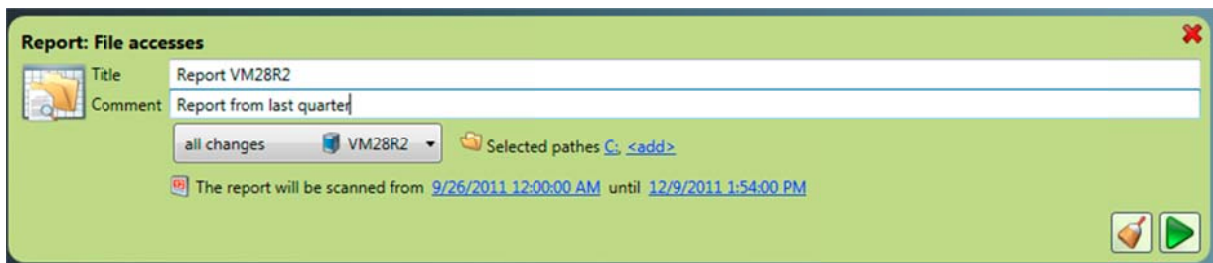 Report: File accesses
Title Report VM28R2
Comment Report from last quarter
all changes VM28R2 Selected pathes C:, <add>
The report will be scanned from 9/26/2011 12:00:00 AM until 12/9/2011 1:54:00 PM